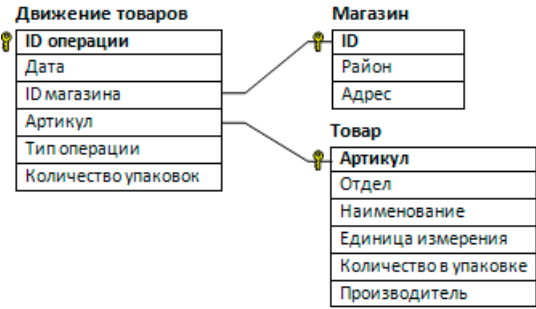 Движение товаров
ID операции
Дата
ID магазина
Артикул
Тип операции
Количество упаковок
Магазин
ID
Район
Адрес
Товар
Артикул
Отдел
Наименование
Единица измерения
Количество в упаковке
Производитель